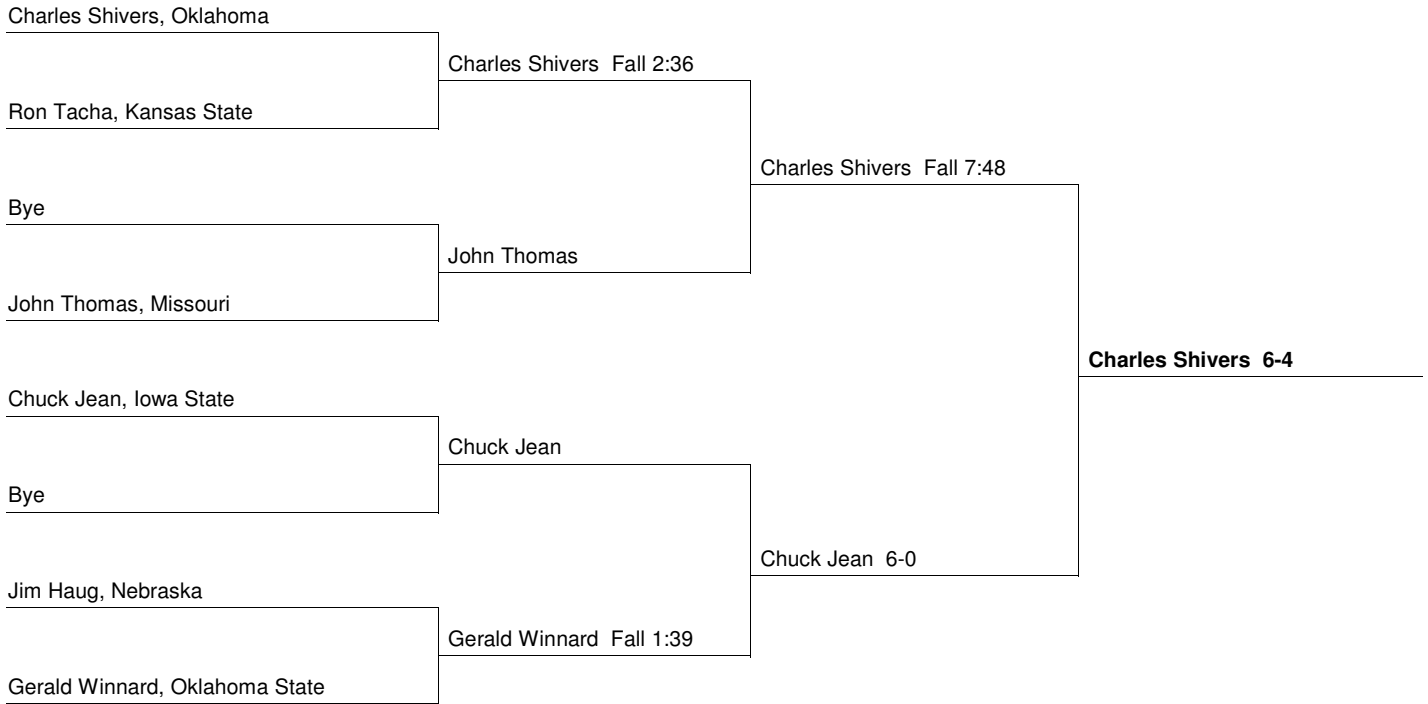 Charles Shivers, Oklahoma
Charles Shivers  Fall 2:36
Ron Tacha, Kansas State
Charles Shivers  Fall 7:48
Bye
John Thomas
John Thomas, Missouri
Charles Shivers  6-4
Chuck Jean, Iowa State
Chuck Jean
Bye
Chuck Jean  6-0
Jim Haug, Nebraska
Gerald Winnard  Fall 1:39
Gerald Winnard, Oklahoma State